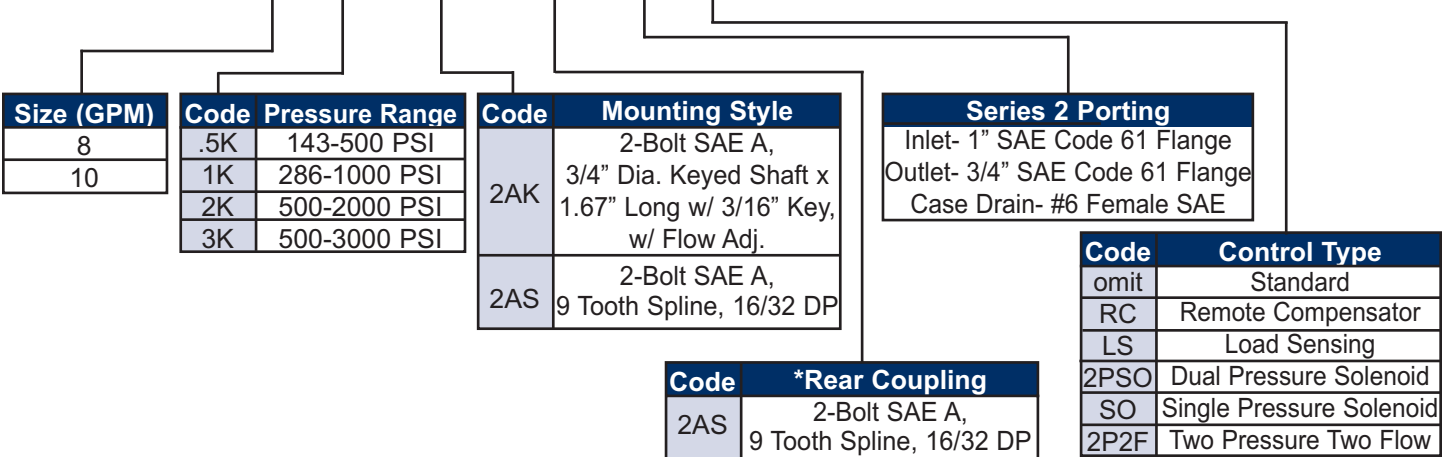 Size (GPM)
8
10
Code Pressure Range
.5K 143-500 PSI
1K 286-1000 PSI
2K 500-2000 PSI
3K 500-3000 PSI
Code Mounting Style
2AK
2-Bolt SAE A,
3/4” Dia. Keyed Shaft x
1.67” Long w/ 3/16” Key,
w/ Flow Adj.
2AS
2-Bolt SAE A,
9 Tooth Spline, 16/32 DP
Series 2 Porting
Inlet- 1” SAE Code 61 Flange
Outlet- 3/4” SAE Code 61 Flange
Case Drain- #6 Female SAE
Code *Rear Coupling
2AS
2-Bolt SAE A,
9 Tooth Spline, 16/32 DP
Code Control Type
omit Standard
RC Remote Compensator
LS Load Sensing
2PSO Dual Pressure Solenoid
SO Single Pressure Solenoid
2P2F Two Pressure Two Flow